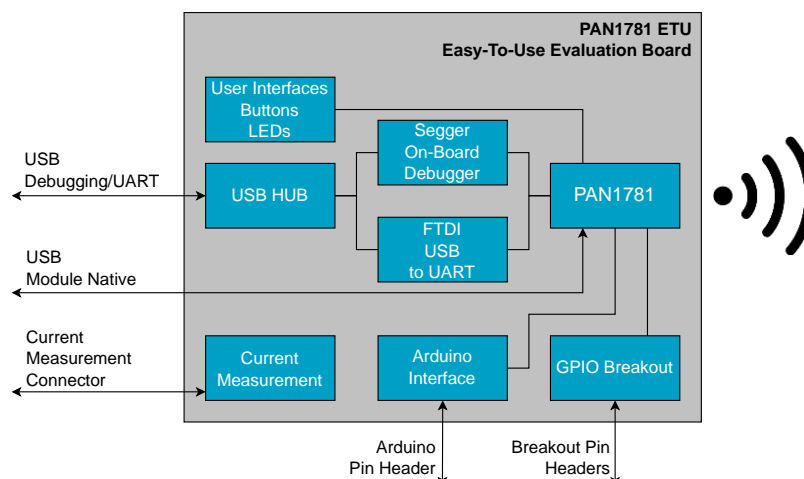 PAN1781 ETU
Easy-To-Use Evaluation Board
User Interfaces
Buttons
LEDs
Segger
On-Board
Debugger
USB
Debugging/UART
USB HUB
PAN1781
FTDI
USB
to UART
USB
Module Native
Current
Measurement
Connector
Current
Measurement
Arduino
Interface
GPIO Breakout
Arduino
Pin Header
Breakout Pin
Headers